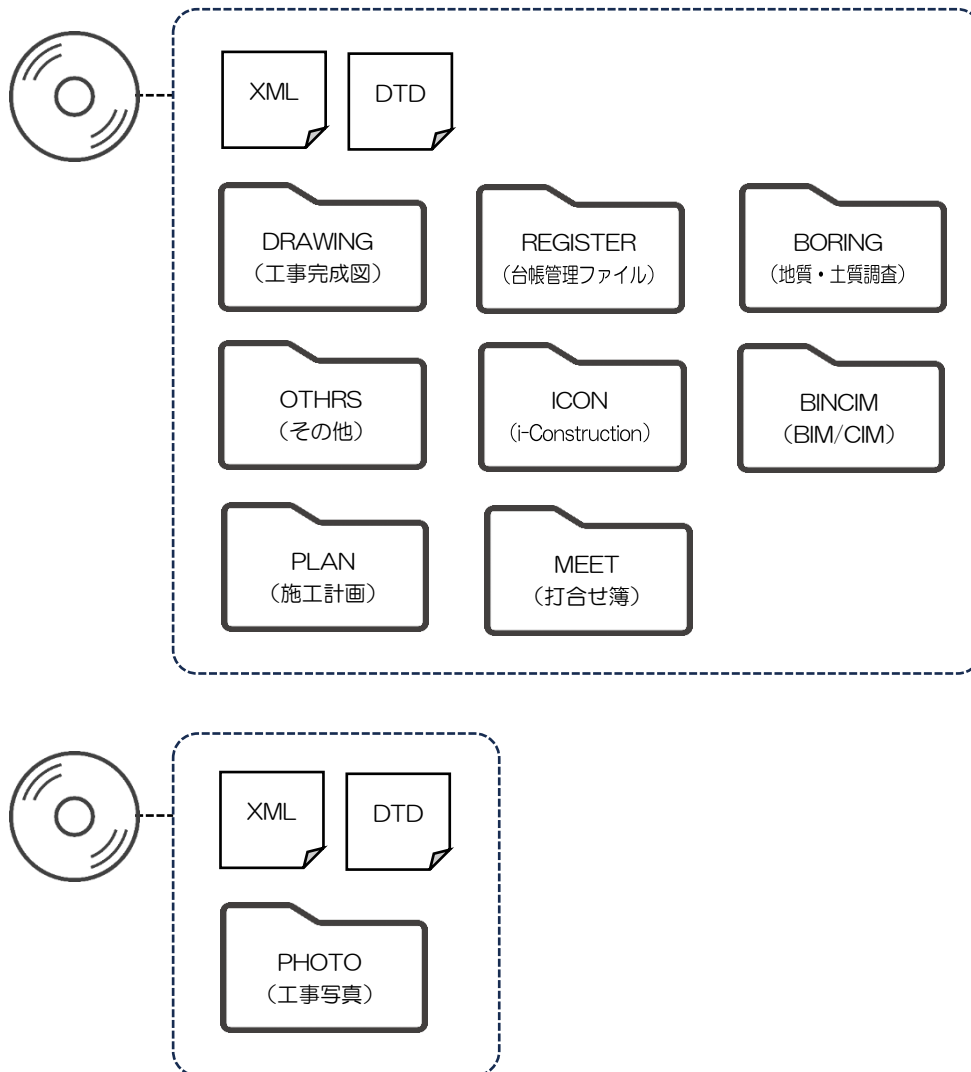 XML
DTD
DRAWING
（工事完成図）
REGISTER
（台帳管理ファイル）
BORING
（地質・土質調査）
OTHRS
（その他）
ICON
（i-Construction）
BINCIM
（BIM/CIM）
PLAN
（施工計画）
MEET
（打合せ簿）
XML
DTD
PHOTO
（工事写真）